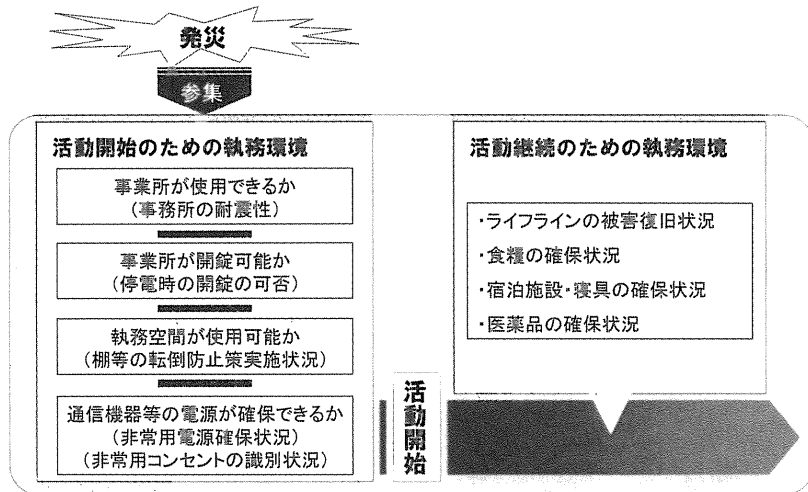 発災
参集
活動開始のための執務環境
事業所が使用できるか
(事務所の耐震性)
事業所が開錠可能か
(停電時の開錠の可否)
執務空間が使用可能か
(棚等の転倒防止策実施状況)
通信機器等の電源が確保できるか
(非常用電源確保状況)
(非常用コンセントの識別状況)
活動開始
活動継続のための執務環境
・ライフラインの被害復旧状況
・食糧の確保状況
・宿泊施設・寝具の確保状況
・医薬品の確保状況